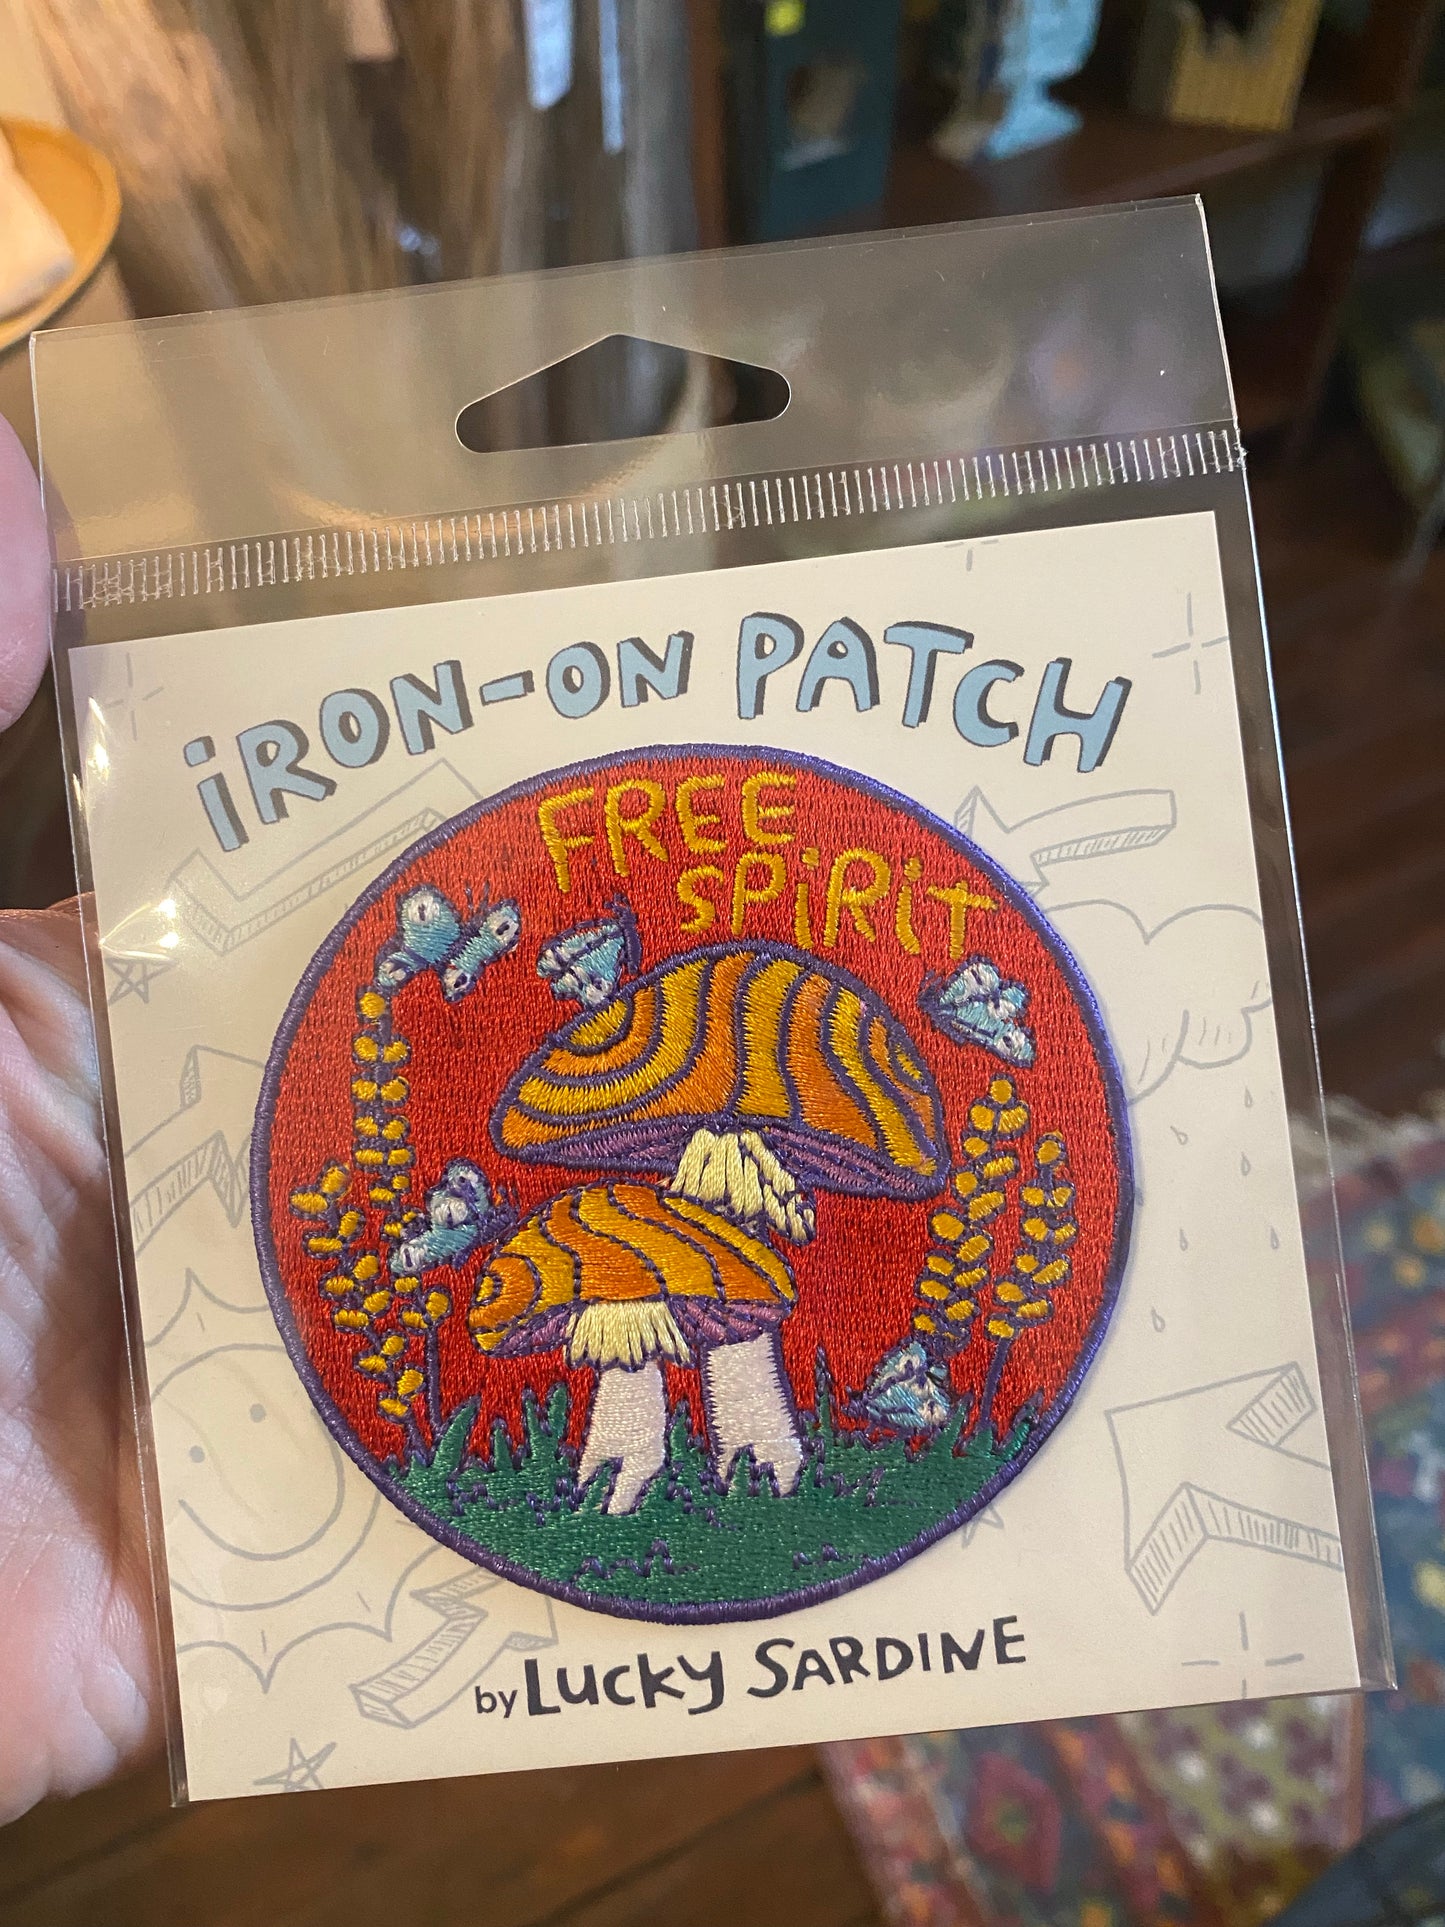 iRON-ON PATCH
FREE
SPiRiT
by Lucky SARDINE